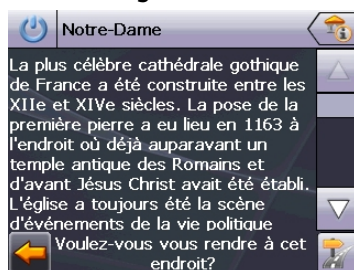 Notre-Dame
La plus célèbre cathédrale gothique
de France a été construite entre les
XIIe et XIVe siècles. La pose de la
première pierre a eu lieu en 1163 à
l'endroit où déjà auparavant un
temple antique des Romains et
d'avant Jésus Christ avait été établi.
L'église a toujours été la scène
d'événements de la vie politique
Voulez-vous vous rendre à cet
endroit?